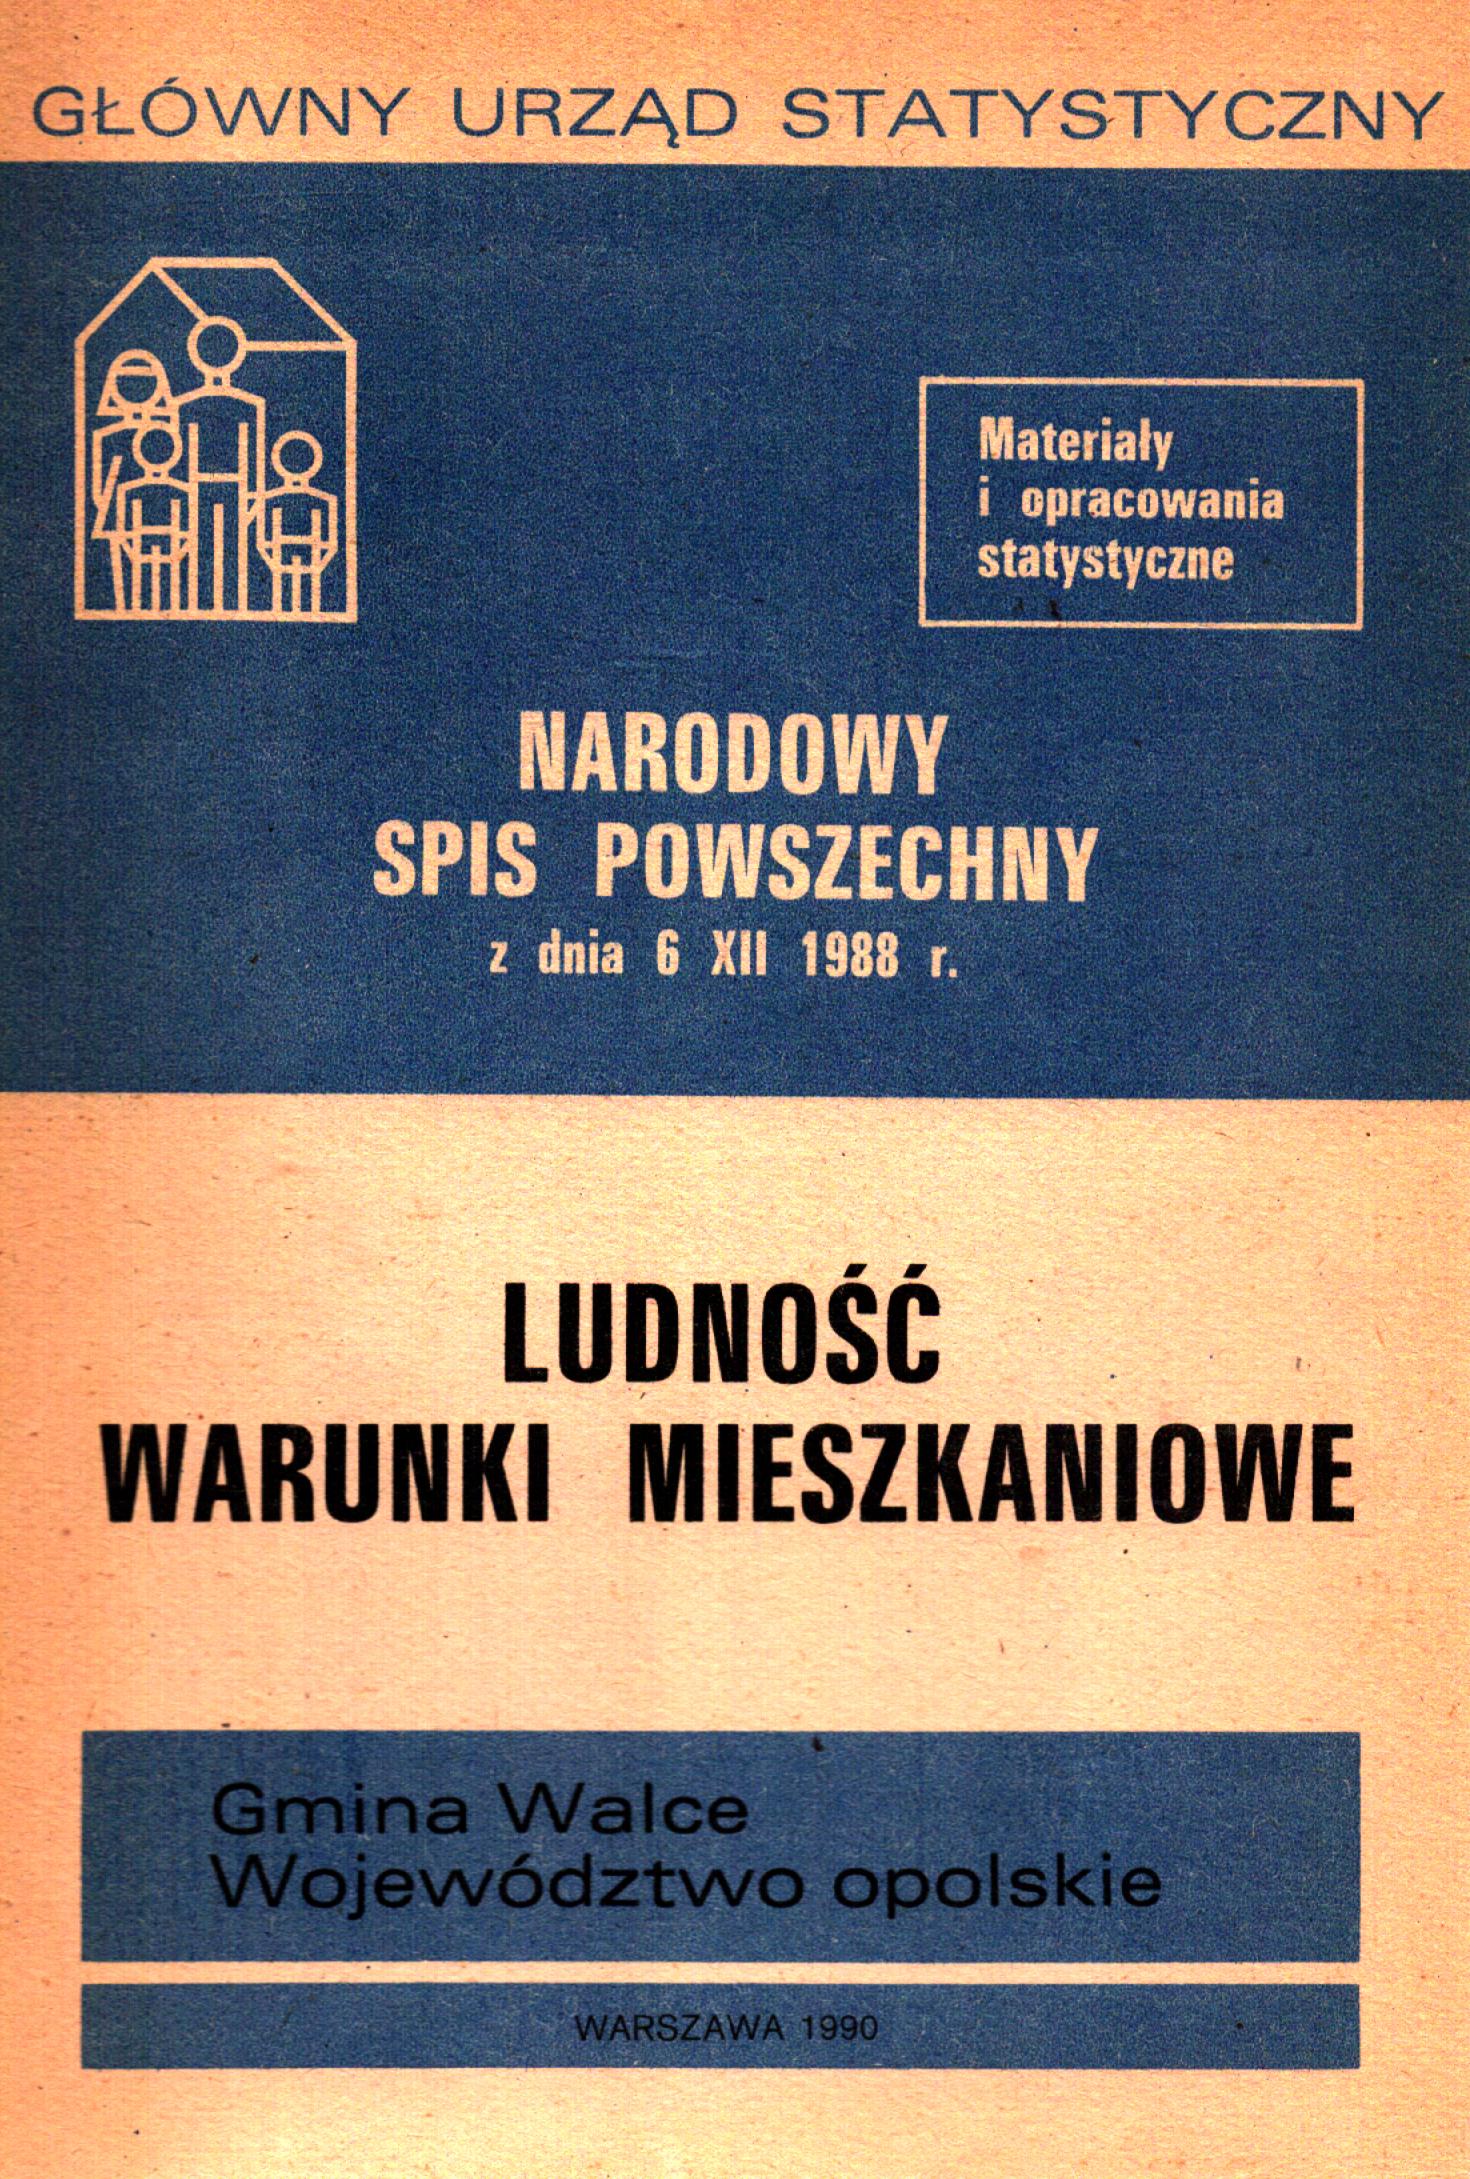 GŁÓWNY URZĄD STATYSTYCZNY
Materiały
i opracowania
statystyczne
NARODOWY
SPIS POWSZECHNY
z dnia 6 XII 1988 r.
LUDNOŚĆ
WARUNKI MIESZKANIOWE
Gmina Walce
Województwo opolskie
WARSZAWA 1990